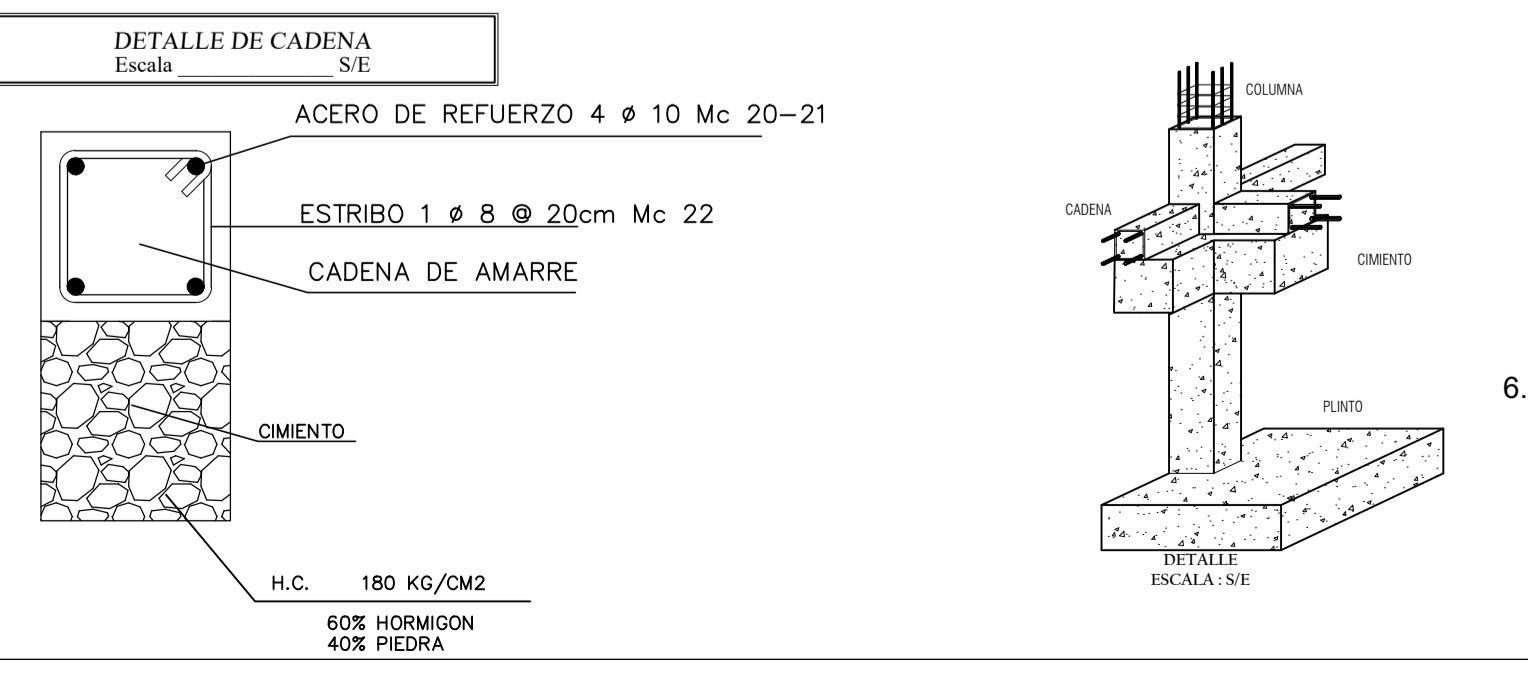 DETALLE DE CADENA
Escala ______________ S/E
ACERO DE REFUERZO 4 ø 10 Mc 20-21
ESTRIBO 1 ø 8 @ 20cm Mc 22
CADENA DE AMARRE
CIMIENTO
H.C. 180 KG/CM2
60% HORMIGON
40% PIEDRA
COLUMNA
CADENA
CIMIENTO
PLINTO
DETALLE
ESCALA : S/E
6.